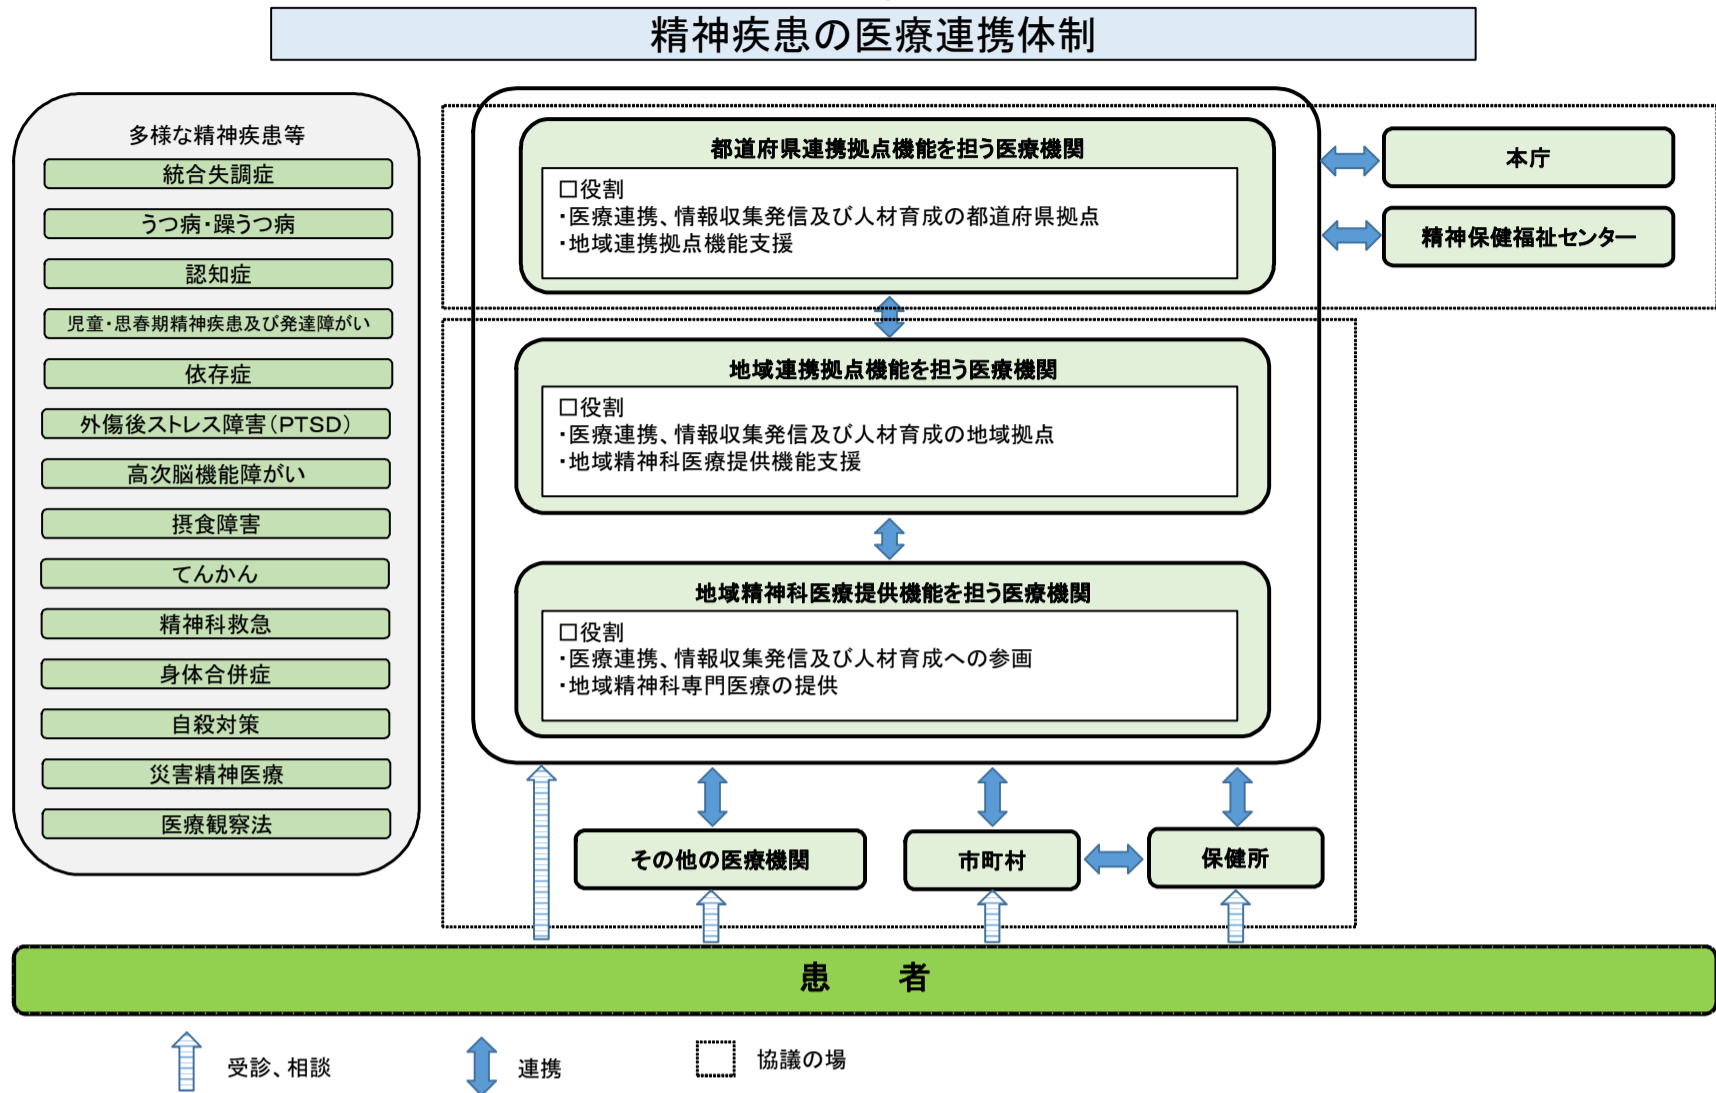 精神疾患の医療連携体制
多様な精神疾患等
統合失調症
うつ病・躁うつ病
認知症
児童・思春期精神疾患及び発達障がい
依存症
外傷後ストレス障害(PTSD)
高次脳機能障がい
摂食障害
てんかん
精神科救急
身体合併症
自殺対策
災害精神医療
医療観察法
都道府県連携拠点機能を担う医療機関
□役割
・医療連携、情報収集発信及び人材育成の都道府県拠点
・地域連携拠点機能支援
本庁
精神保健福祉センター
地域連携拠点機能を担う医療機関
□役割
・医療連携、情報収集発信及び人材育成の地域拠点
・地域精神科医療提供機能支援
地域精神科医療提供機能を担う医療機関
□役割
・医療連携、情報収集発信及び人材育成への参画
・地域精神科専門医療の提供
その他の医療機関
市町村
保健所
患　者
受診、相談
連携
協議の場